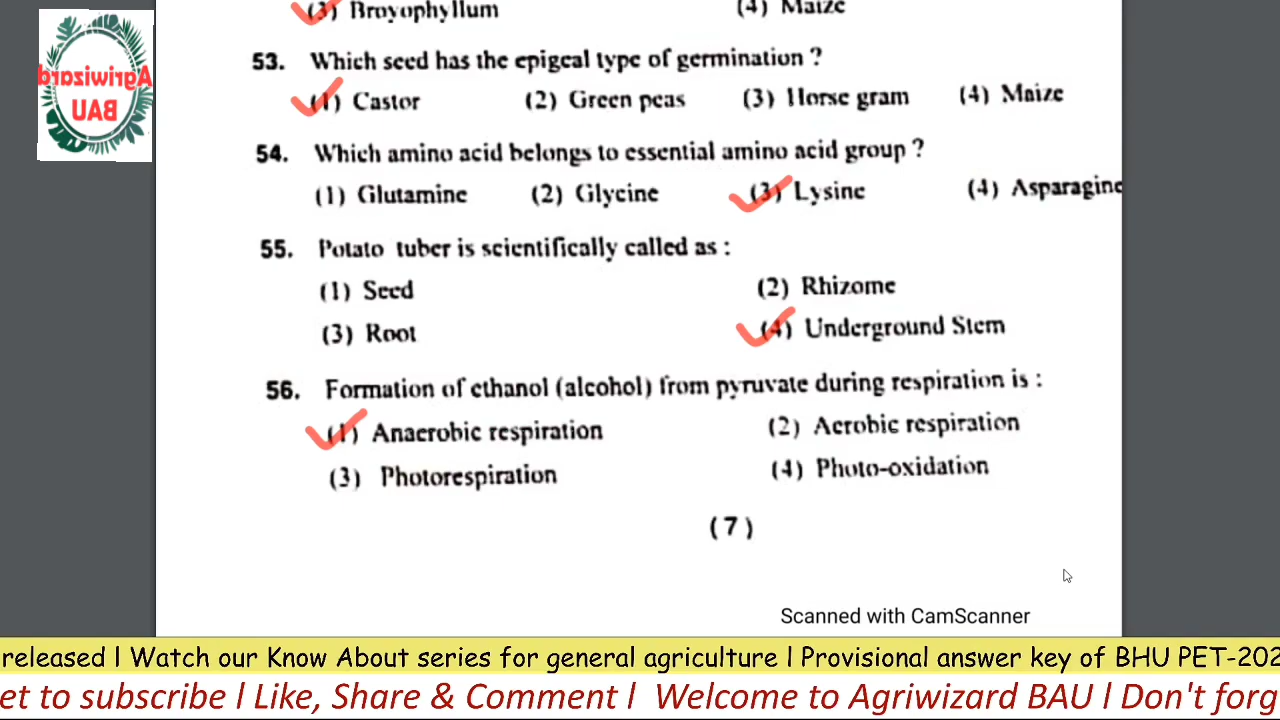 (3) Broyophyllum (4) Maize
53. Which seed has the epigeal type of germination ?
(1) Castor (2) Green peas (3) Horse gram (4) Maize
54. Which amino acid belongs to essential amino acid group ?
(1) Glutamine (2) Glycine (3) Lysine (4) Asparagine
55. Potato tuber is scientifically called as :
(1) Seed (2) Rhizome
(3) Root (4) Underground Stem
56. Formation of ethanol (alcohol) from pyruvate during respiration is :
(1) Anaerobic respiration (2) Aerobic respiration
(3) Photorespiration (4) Photo-oxidation
(7)
Scanned with CamScanner
Agriwizard
BAU
released l Watch our Know About series for general agriculture l Provisional answer key of BHU PET-202
et to subscribe l Like, Share & Comment l Welcome to Agriwizard BAU l Don't forg